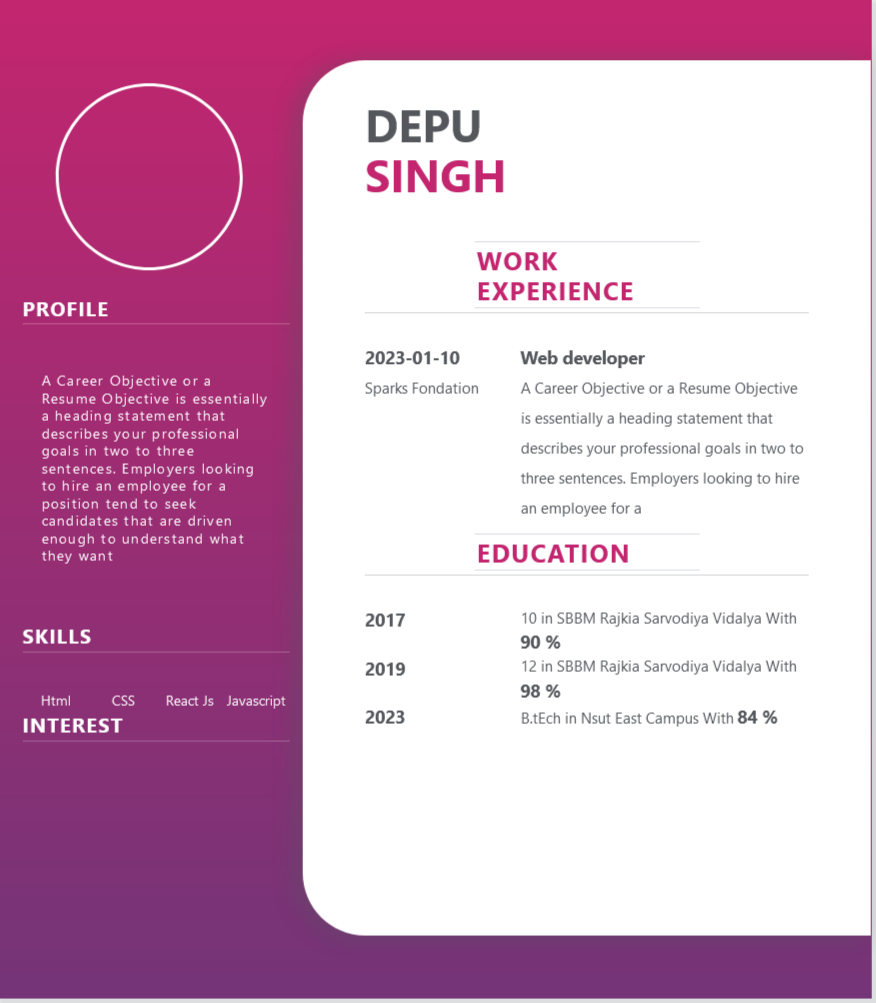 PROFILE
A Career Objective or a
Resume Objective is essentially
a heading statement that
describes your professional
goals in two to three
sentences. Employers looking
to hire an employee for a
position tend to seek
candidates that are driven
enough to understand what
they want
SKILLS
Html CSS React Js Javascript
INTEREST
DEPU
SINGH
WORK
EXPERIENCE
2023-01-10 Web developer
Sparks Fondation A Career Objective or a Resume Objective
is essentially a heading statement that
describes your professional goals in two to
three sentences. Employers looking to hire
an employee for a
EDUCATION
2017 10 in SBBM Rajkia Sarvodiya Vidalya With
90 %
2019 12 in SBBM Rajkia Sarvodiya Vidalya With
98 %
2023 B.tEch in Nsut East Campus With 84 %